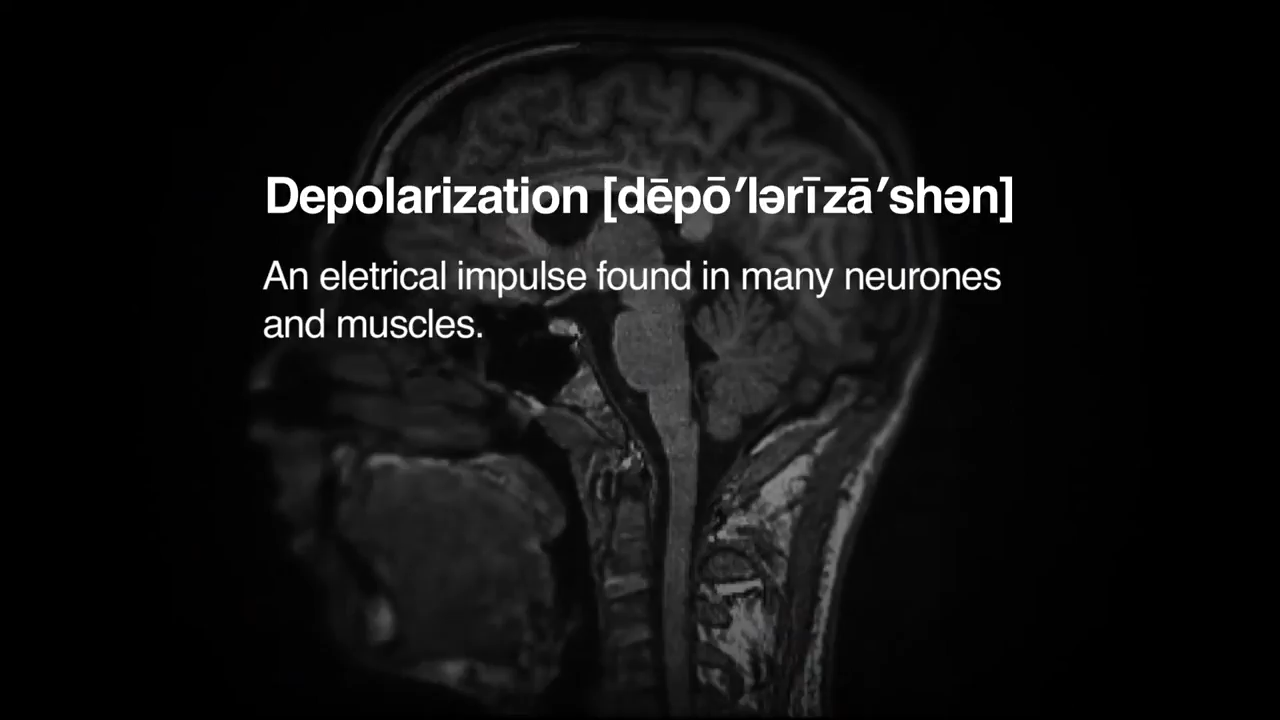 Depolarization [dēpō′lərīzā′shən]
An eletrical impulse found in many neurones
and muscles.